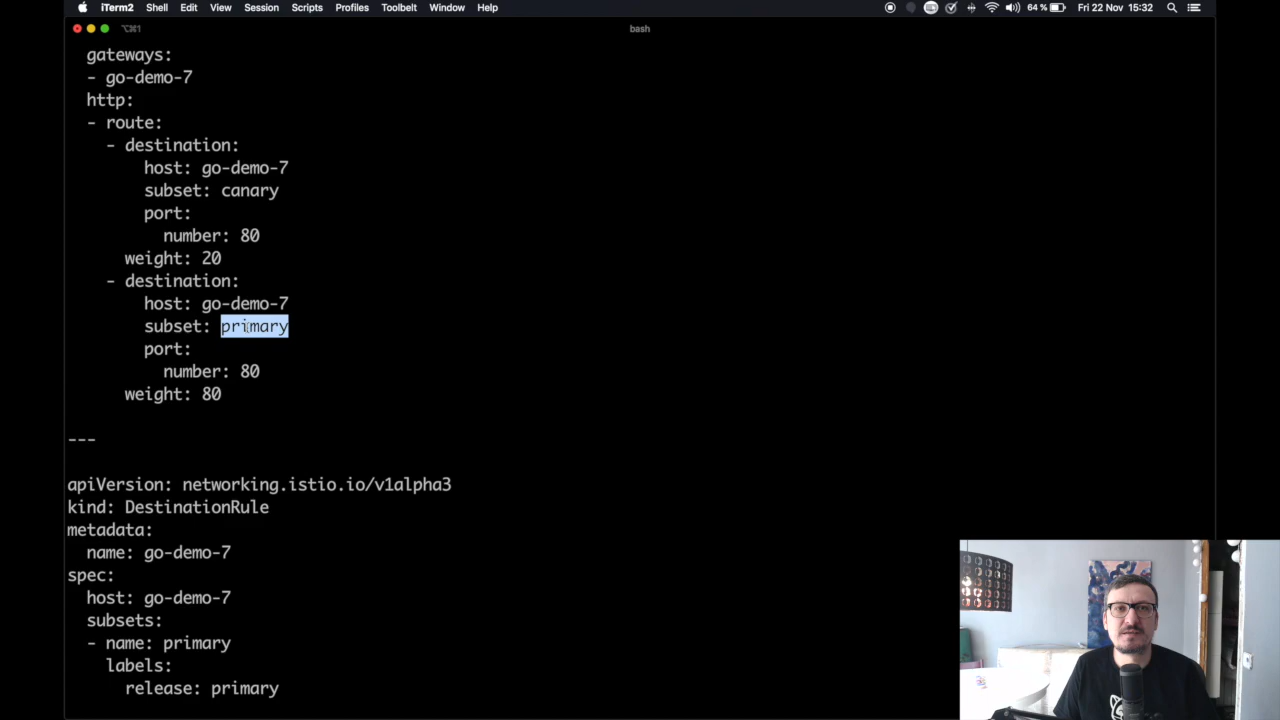 iTerm2 Shell Edit View Session Scripts Profiles Toolbelt Window Help 64 % Fri 22 Nov 15:32
⌥⌘1 bash
gateways:
- go-demo-7
http:
- route:
- destination:
host: go-demo-7
subset: canary
port:
number: 80
weight: 20
- destination:
host: go-demo-7
subset: primary
port:
number: 80
weight: 80
---
apiVersion: networking.istio.io/v1alpha3
kind: DestinationRule
metadata:
name: go-demo-7
spec:
host: go-demo-7
subsets:
- name: primary
labels:
release: primary